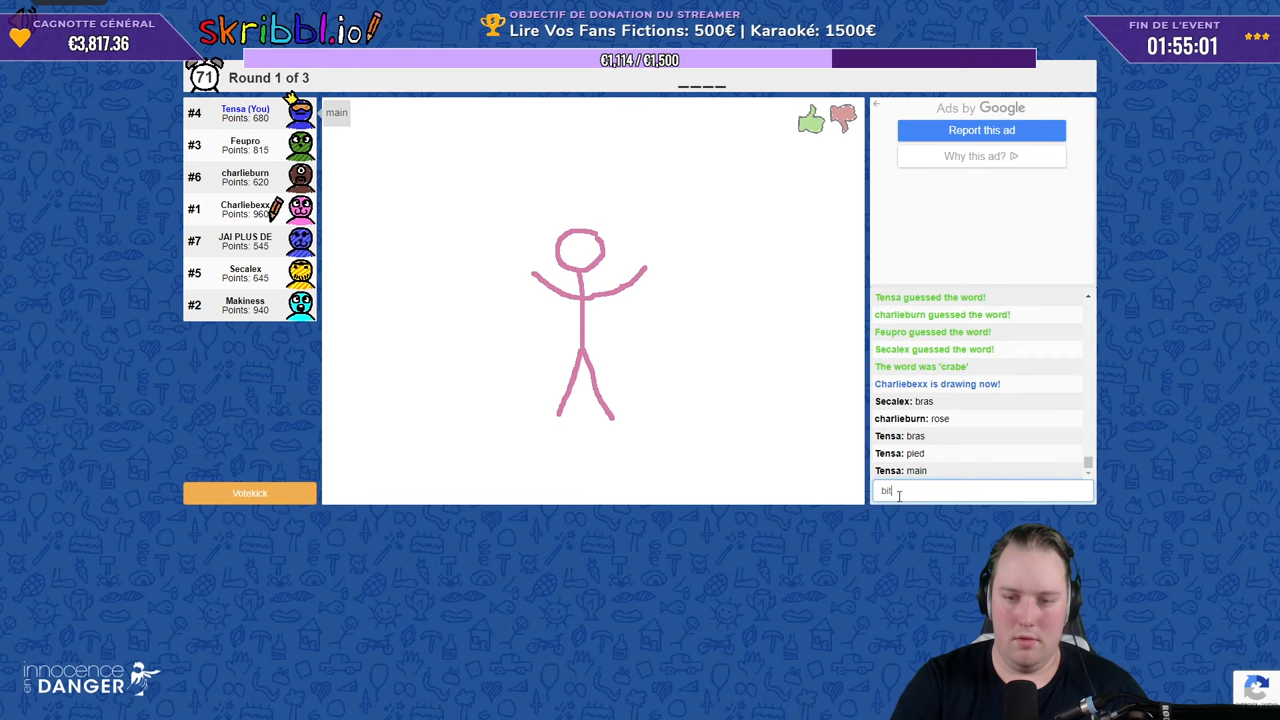 CAGNOTTE GÉNÉRAL
€3,817.36
skribbl.io
OBJECTIF DE DONATION DU STREAMER
Lire Vos Fans Fictions: 500€ | Karaoké: 1500€
€1,114 / €1,500
FIN DE L'EVENT
01:55:01
71
Round 1 of 3
_ _ _ _
#4
Tensa (You)
Points: 680
main
#3
Feupro
Points: 815
#6
charlieburn
Points: 620
#1
Charliebexx
Points: 960
#7
JAI PLUS DE
Points: 545
#5
Secalex
Points: 645
#2
Makiness
Points: 940
Votekick
Ads by Google
Report this ad
Why this ad?
Tensa guessed the word!
charlieburn guessed the word!
Feupro guessed the word!
Secalex guessed the word!
The word was 'crabe'
Charliebexx is drawing now!
Secalex: bras
charlieburn: rose
Tensa: bras
Tensa: pied
Tensa: main
bit
innocence
en DANGER